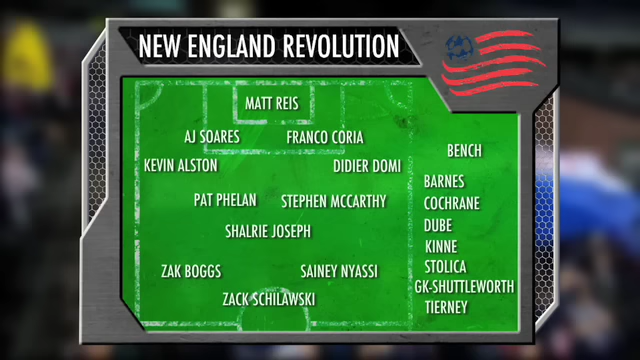 NEW ENGLAND REVOLUTION
MATT REIS
AJ SOARES FRANCO CORIA
KEVIN ALSTON DIDIER DOMI
PAT PHELAN STEPHEN MCCARTHY
SHALRIE JOSEPH
ZAK BOGGS SAINEY NYASSI
ZACK SCHILAWSKI
BENCH
BARNES
COCHRANE
DUBE
KINNE
STOLICA
GK-SHUTTLEWORTH
TIERNEY